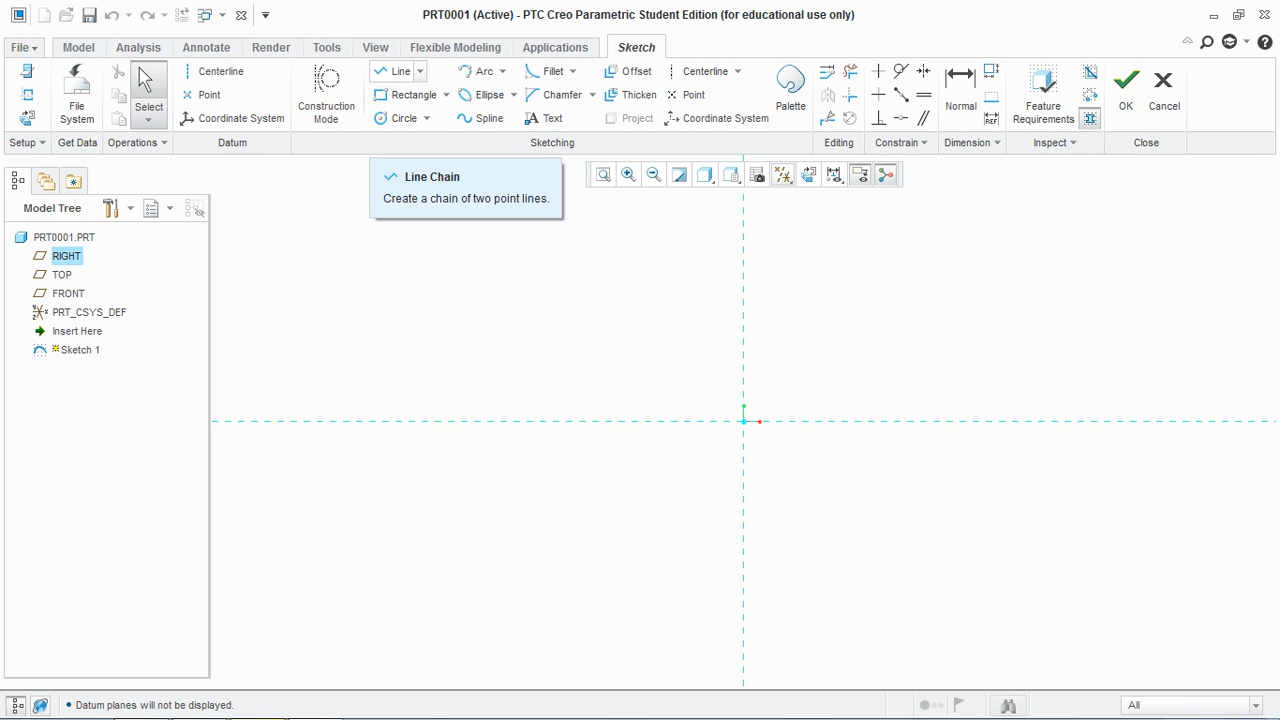 PRT0001 (Active) - PTC Creo Parametric Student Edition (for educational use only)
File Model Analysis Annotate Render Tools View Flexible Modeling Applications Sketch
File System
Select
Centerline
Point
Coordinate System
Construction Mode
Line
Rectangle
Circle
Arc
Ellipse
Spline
Fillet
Chamfer
Text
Offset
Thicken
Project
Centerline
Point
Coordinate System
Palette
Normal
REF
Feature Requirements
OK
Cancel
Setup Get Data Operations Datum Sketching Editing Constrain Dimension Inspect Close
Line Chain
Create a chain of two point lines.
Model Tree
PRT0001.PRT
RIGHT
TOP
FRONT
PRT_CSYS_DEF
Insert Here
Sketch 1
Datum planes will not be displayed.
All